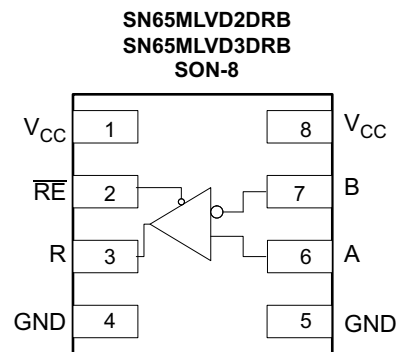 SN65MLVD2DRB
SN65MLVD3DRB
SON-8
VCC 1 8 VCC
RE 2 7 B
R 3 6 A
GND 4 5 GND